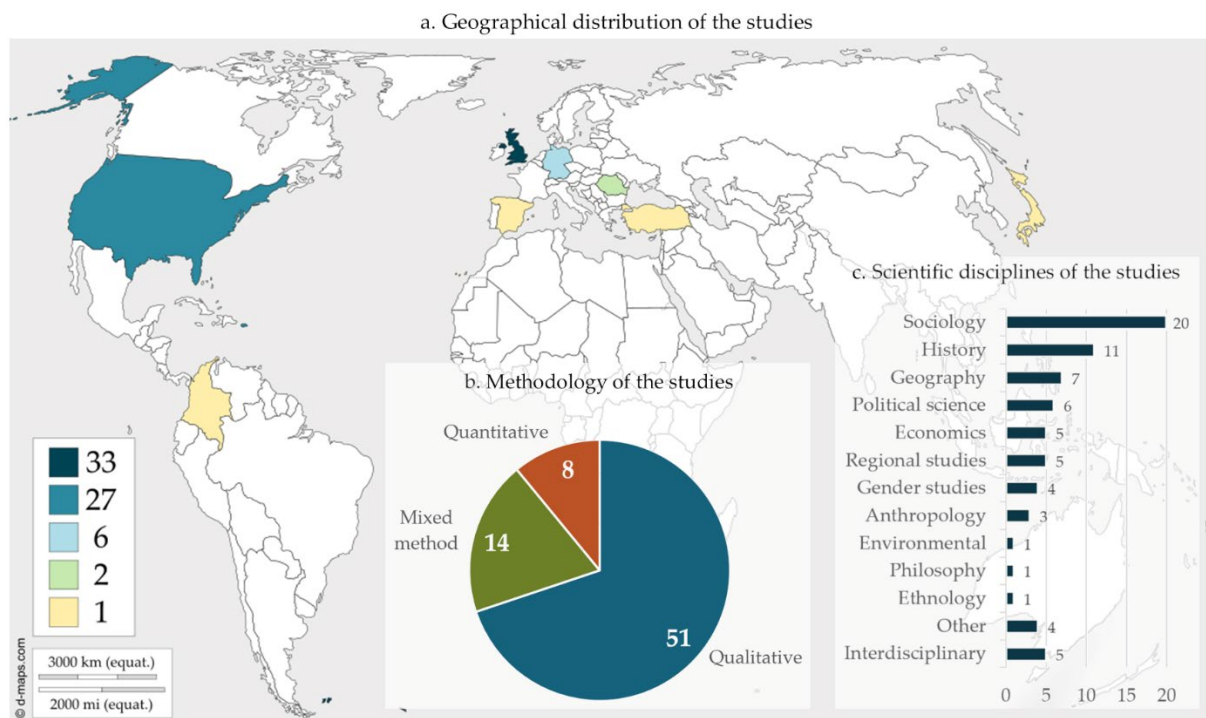 a. Geographical distribution of the studies
33
27
6
2
1
3000 km (equat.)
2000 mi (equat.)
© d-maps.com
b. Methodology of the studies
Quantitative
8
Mixed
method
14
51
Qualitative
c. Scientific disciplines of the studies
Sociology 20
History 11
Geography 7
Political science 6
Economics 5
Regional studies 5
Gender studies 4
Anthropology 3
Environmental 1
Philosophy 1
Ethnology 1
Other 4
Interdisciplinary 5
0 5 10 15 20